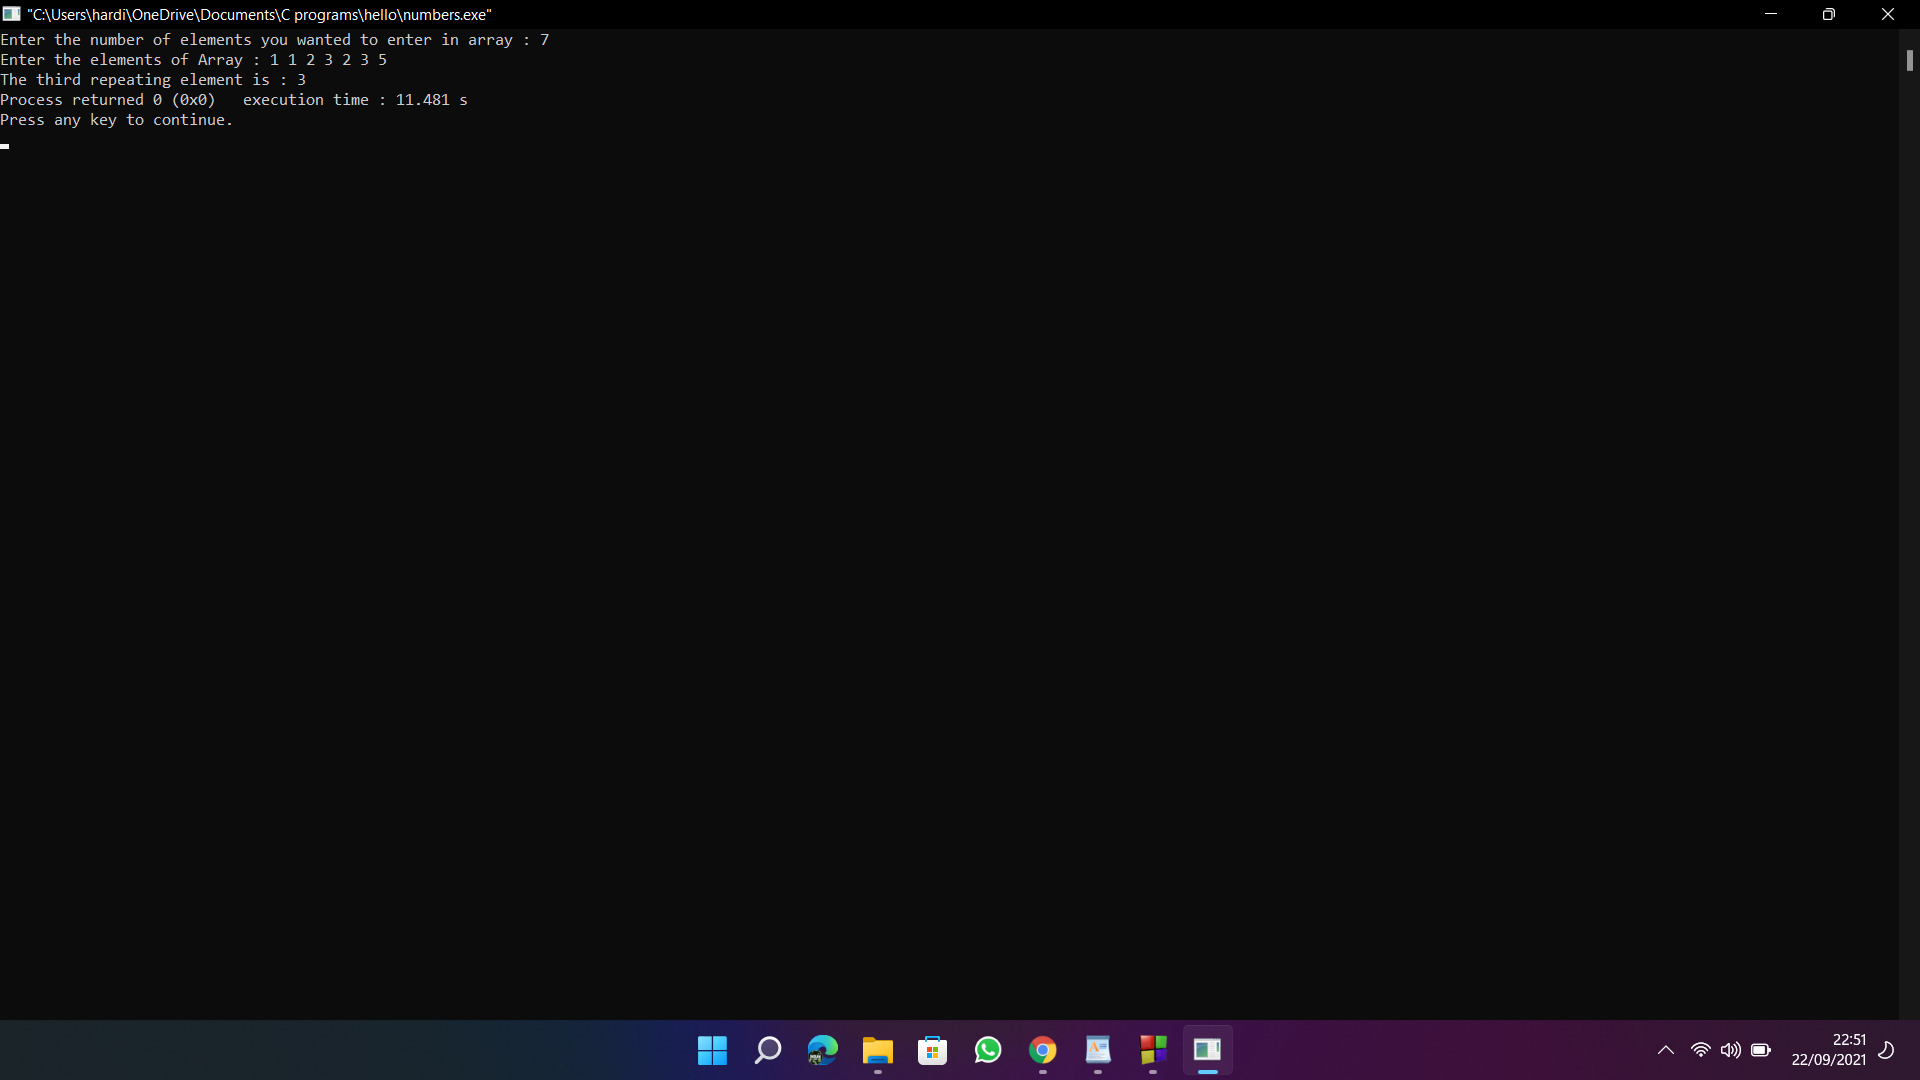 "C:\Users\hardi\OneDrive\Documents\C programs\hello\numbers.exe"
Enter the number of elements you wanted to enter in array : 7
Enter the elements of Array : 1 1 2 3 2 3 5
The third repeating element is : 3
Process returned 0 (0x0)   execution time : 11.481 s
Press any key to continue.
22:51
22/09/2021